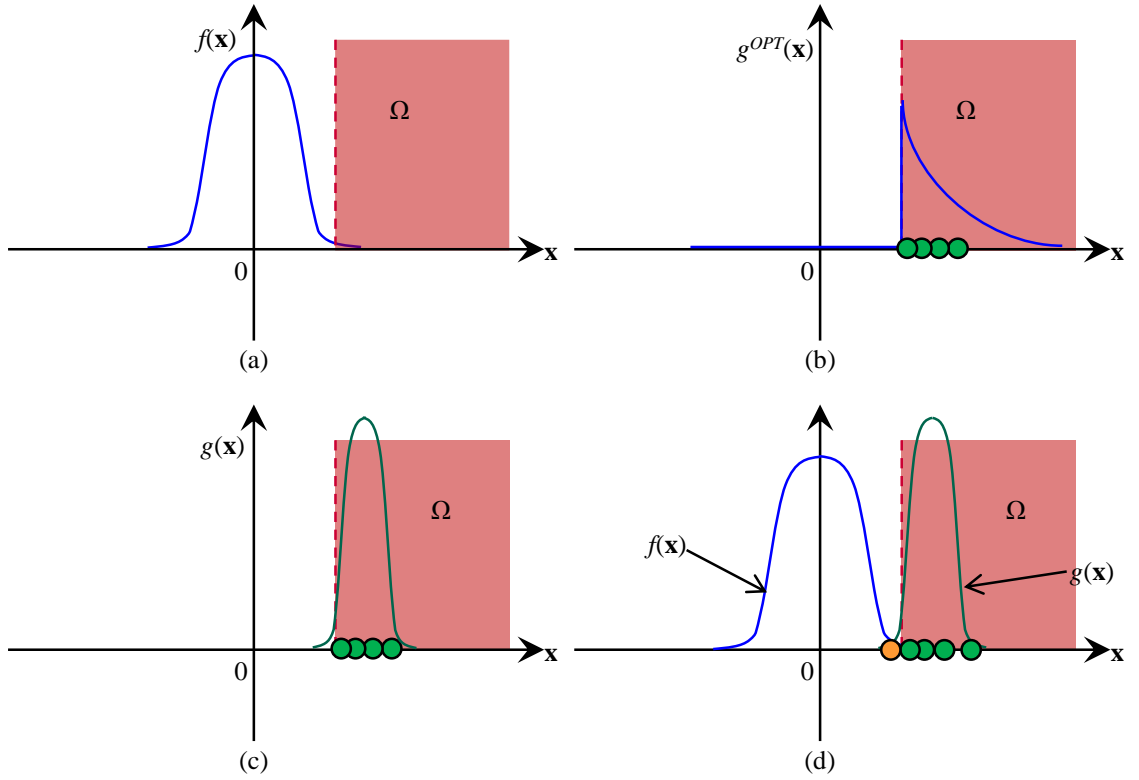 f(x)
Ω
0
x
(a)
g^OPT(x)
Ω
0
x
(b)
g(x)
Ω
0
x
(c)
f(x)
Ω
g(x)
0
x
(d)